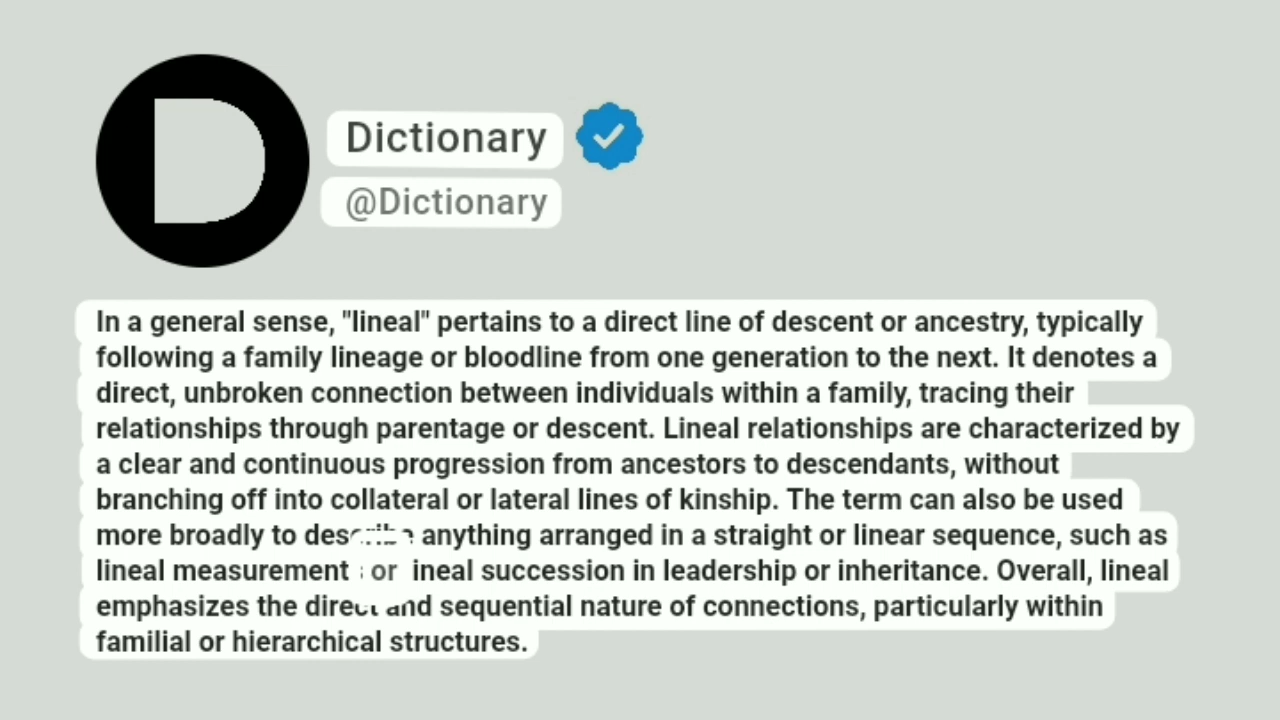 D
Dictionary
@Dictionary
In a general sense, "lineal" pertains to a direct line of descent or ancestry, typically
following a family lineage or bloodline from one generation to the next. It denotes a
direct, unbroken connection between individuals within a family, tracing their
relationships through parentage or descent. Lineal relationships are characterized by
a clear and continuous progression from ancestors to descendants, without
branching off into collateral or lateral lines of kinship. The term can also be used
more broadly to anything arranged in a straight or linear sequence, such as
lineal measurement or ineal succession in leadership or inheritance. Overall, lineal
emphasizes the direct and sequential nature of connections, particularly within
familial or hierarchical structures.